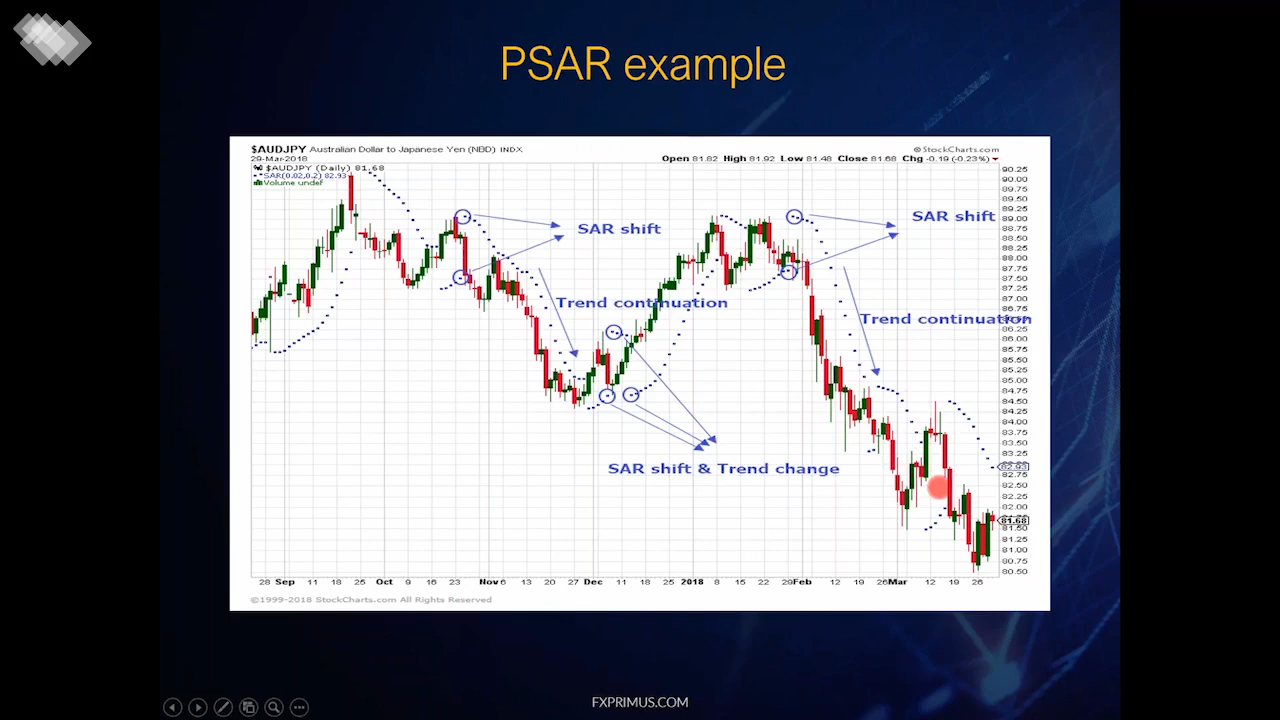 PSAR example
$AUDJPY Australian Dollar to Japanese Yen (NBD) INDX
© StockCharts.com
29-Mar-2018
Open 81.82 High 81.92 Low 81.48 Close 81.68 Chg -0.19 (-0.23%)
$AUDJPY (Daily) 81.68
SAR(0.02,0.2) 82.93
Volume undef
90.25
90.00
89.75
89.50
89.25
89.00
88.75
88.50
88.25
88.00
87.75
87.50
87.25
87.00
86.75
86.50
86.25
86.00
85.75
85.50
85.25
85.00
84.75
84.50
84.25
84.00
83.75
83.50
83.25
82.93
82.75
82.50
82.25
82.00
81.68
81.50
81.25
81.00
80.75
80.50
SAR shift
SAR shift
Trend continuation
Trend continuation
SAR shift & Trend change
28 Sep 11 18 25 Oct 9 16 23 Nov 6 13 20 27 Dec 11 18 25 2018 8 15 22 29 Feb 12 19 26 Mar 12 19 26
©1999-2018 StockCharts.com All Rights Reserved
FXPRIMUS.COM